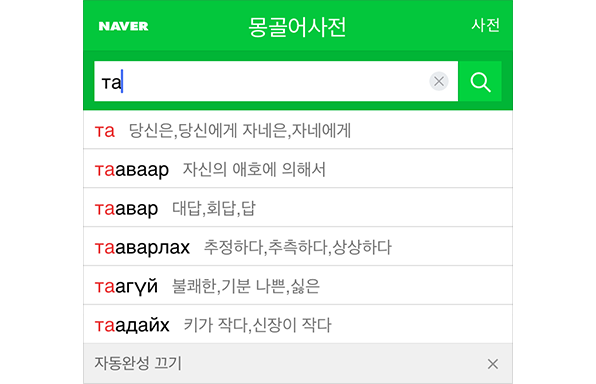 NAVER 몽골어사전 사전
та
та 당신은,당신에게 자네은,자네에게
тааваар 자신의 애호에 의해서
таавар 대답,회답,답
тааварлах 추정하다,추측하다,상상하다
таагүй 불쾌한,기분 나쁜,싫은
таадайх 키가 작다,신장이 작다
자동완성 끄기